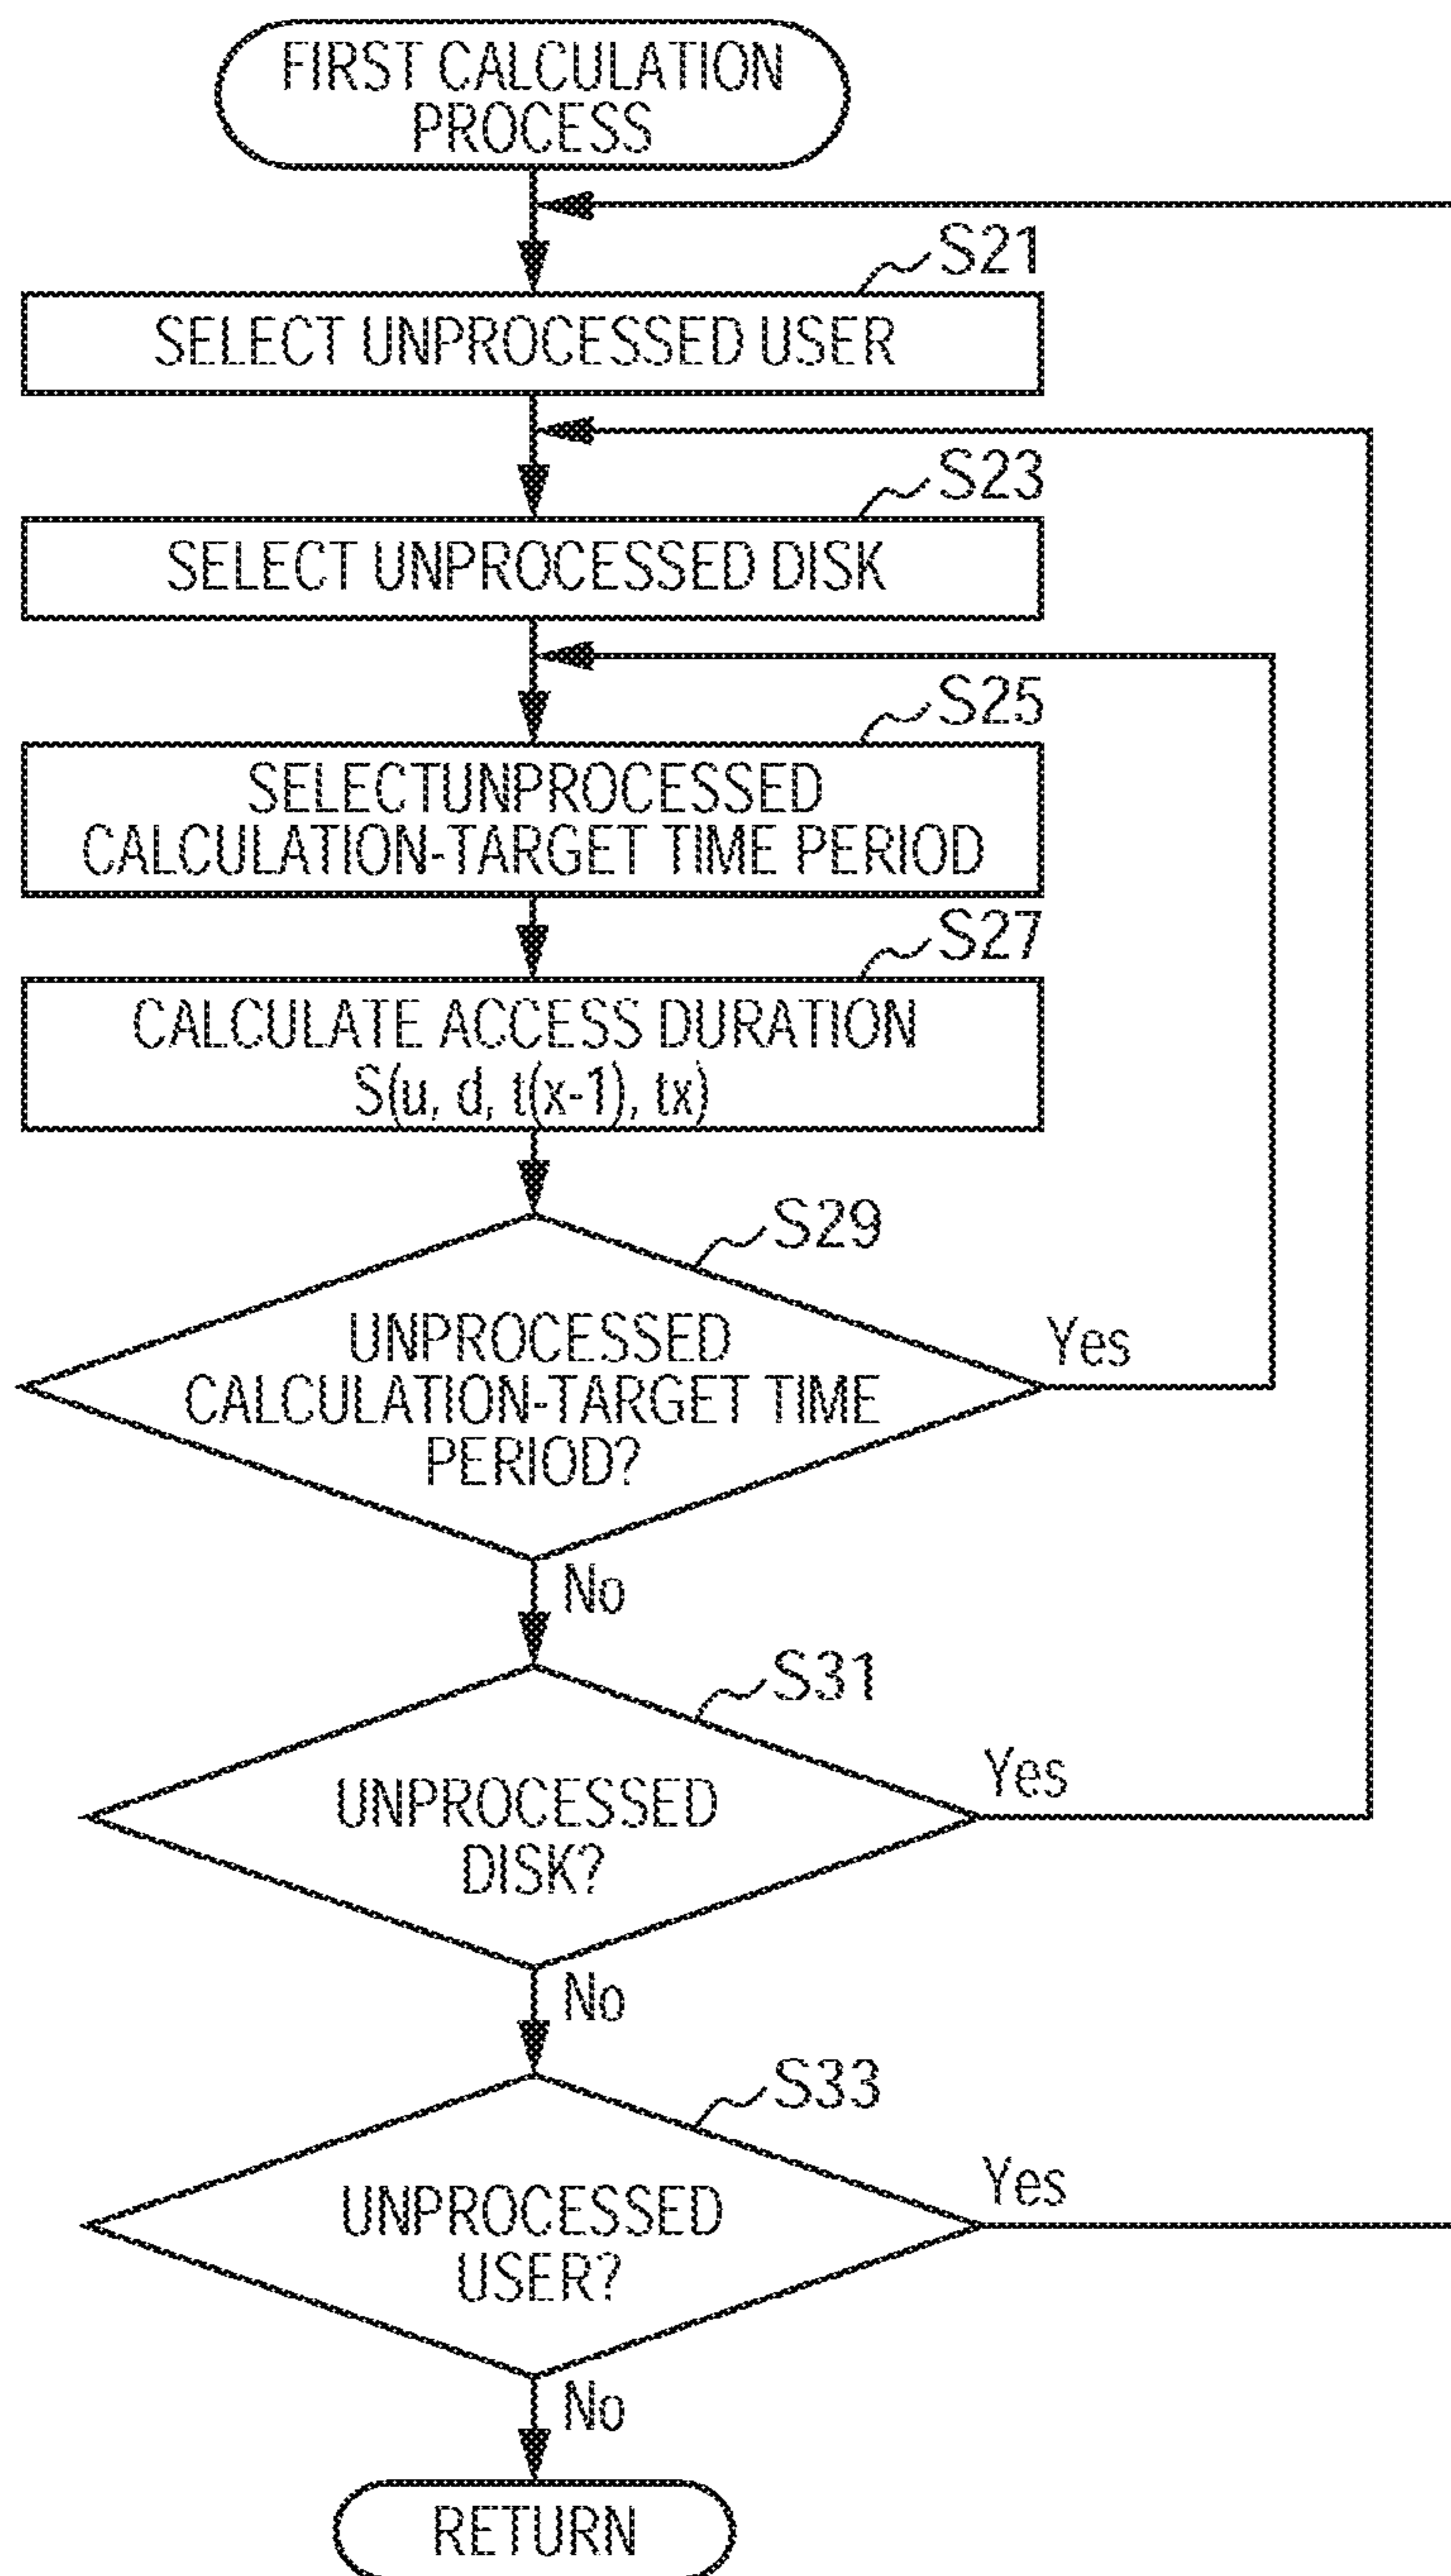 FIRST CALCULATION
PROCESS
S21
SELECT UNPROCESSED USER
S23
SELECT UNPROCESSED DISK
S25
SELECTUNPROCESSED
CALCULATION-TARGET TIME PERIOD
S27
CALCULATE ACCESS DURATION
S(u, d, t(x-1), tx)
S29
UNPROCESSED
CALCULATION-TARGET TIME
PERIOD?
Yes
No
S31
UNPROCESSED
DISK?
Yes
No
S33
UNPROCESSED
USER?
Yes
No
RETURN